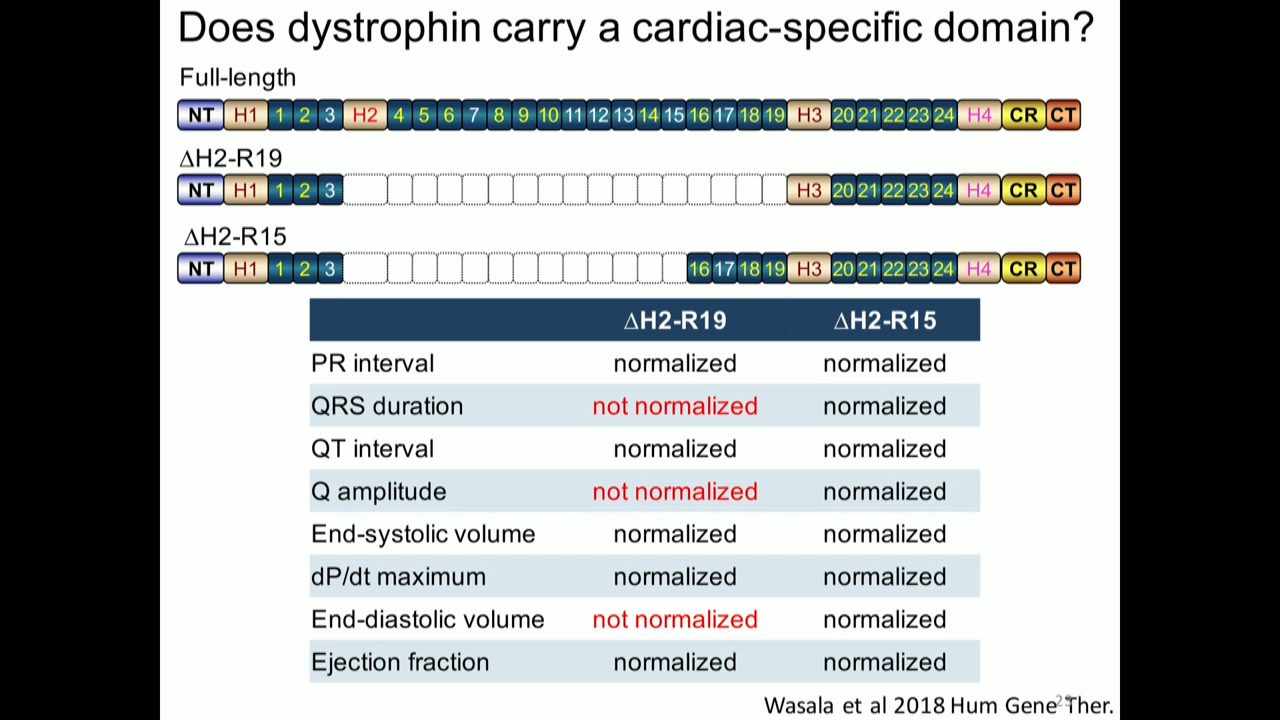 Does dystrophin carry a cardiac-specific domain?
Full-length
NT H1 1 2 3 H2 4 5 6 7 8 9 10 11 12 13 14 15 16 17 18 19 H3 20 21 22 23 24 H4 CR CT
ΔH2-R19
NT H1 1 2 3 H3 20 21 22 23 24 H4 CR CT
ΔH2-R15
NT H1 1 2 3 16 17 18 19 H3 20 21 22 23 24 H4 CR CT
ΔH2-R19 ΔH2-R15
PR interval normalized normalized
QRS duration not normalized normalized
QT interval normalized normalized
Q amplitude not normalized normalized
End-systolic volume normalized normalized
dP/dt maximum normalized normalized
End-diastolic volume not normalized normalized
Ejection fraction normalized normalized
Wasala et al 2018 Hum Gene Ther.